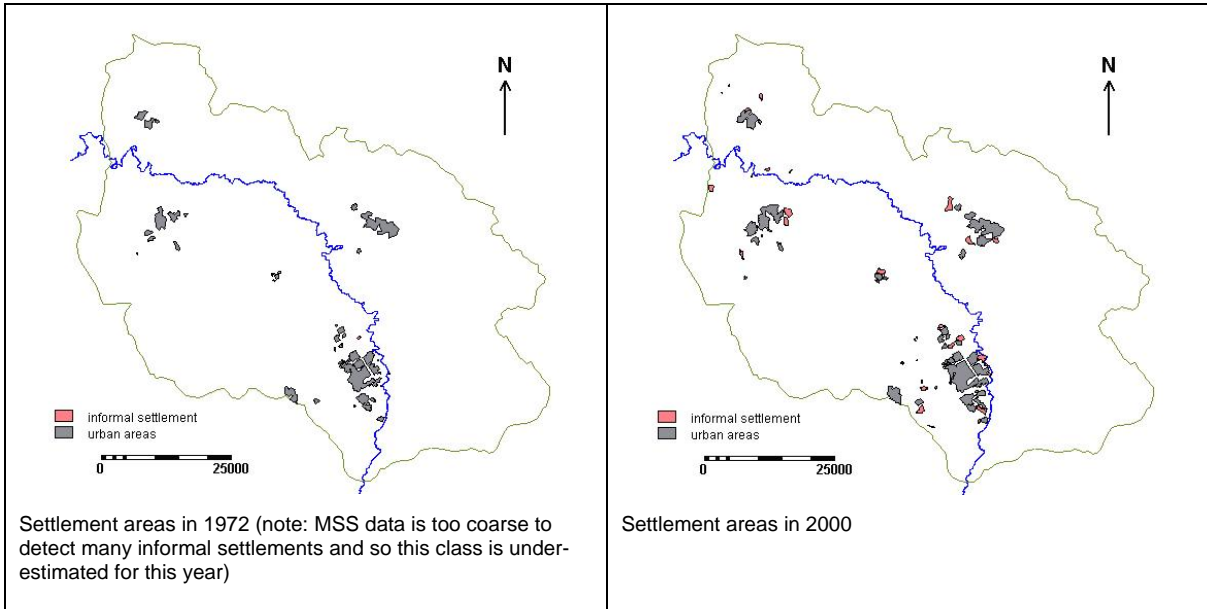 N
informal settlement
urban areas
0 25000
Settlement areas in 1972 (note: MSS data is too coarse to
detect many informal settlements and so this class is under-
estimated for this year)
N
informal settlement
urban areas
0 25000
Settlement areas in 2000